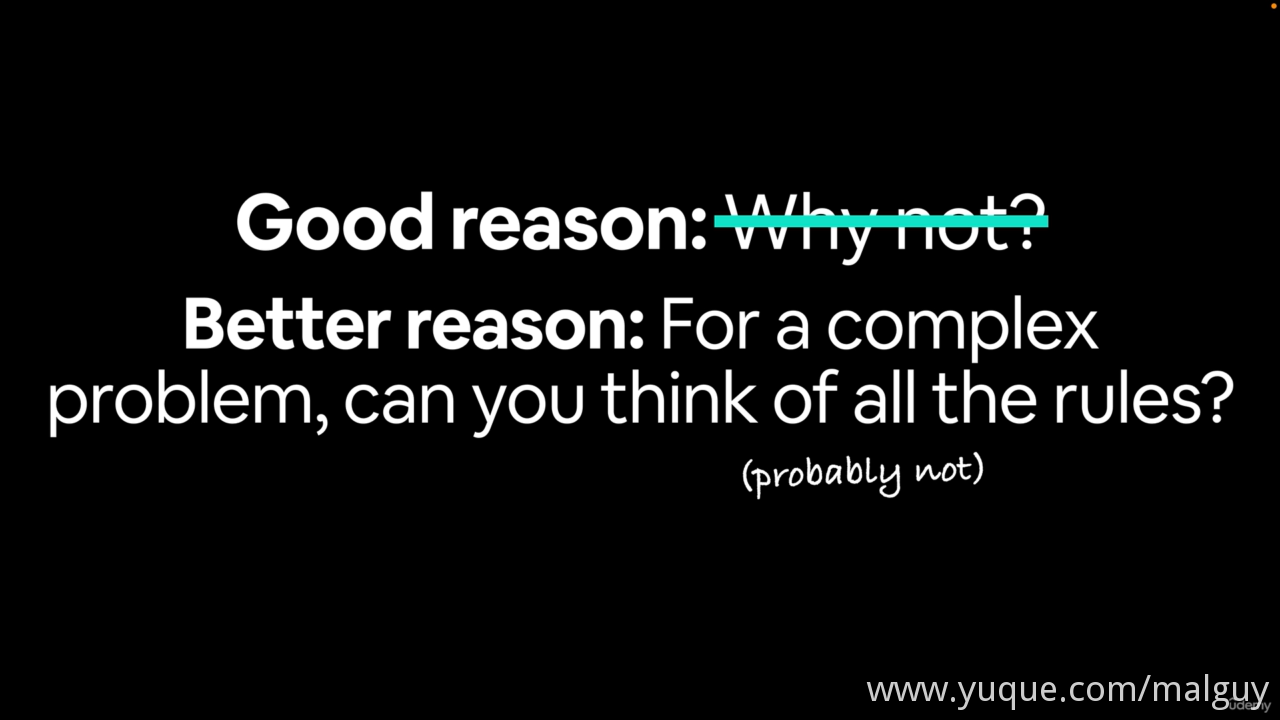 Good reason: Why not?
Better reason: For a complex
problem, can you think of all the rules?
(probably not)
www.yuque.com/malguy
udemy